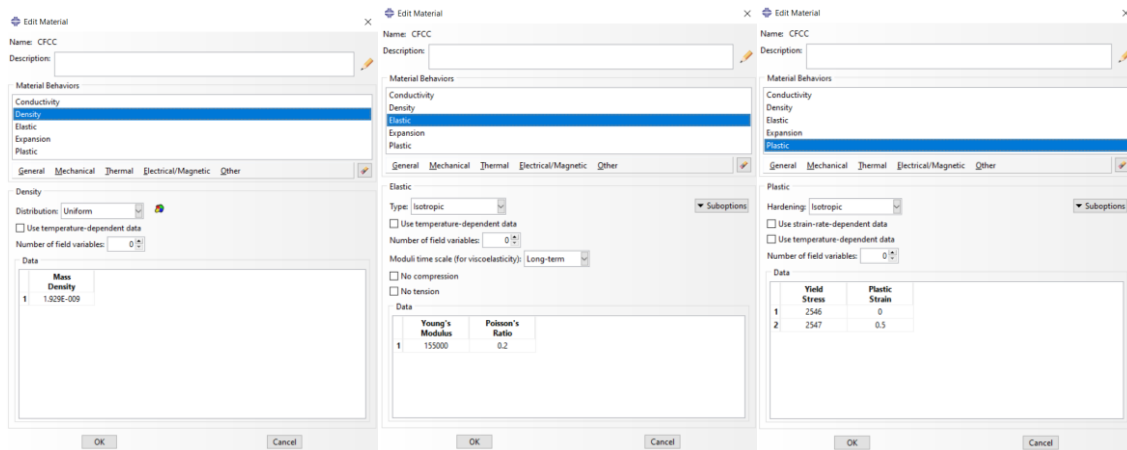 Edit Material
Name: CFCC
Description:
Material Behaviors
Conductivity
Density
Elastic
Expansion
Plastic
General Mechanical Thermal Electrical/Magnetic Other
Density
Distribution: Uniform
Use temperature-dependent data
Number of field variables: 0
Data
Mass
Density
1 1.929E-009
OK Cancel
Edit Material
Name: CFCC
Description:
Material Behaviors
Conductivity
Density
Elastic
Expansion
Plastic
General Mechanical Thermal Electrical/Magnetic Other
Elastic
Type: Isotropic
Suboptions
Use temperature-dependent data
Number of field variables: 0
Moduli time scale (for viscoelasticity): Long-term
No compression
No tension
Data
Young's Poisson's
Modulus Ratio
1 155000 0.2
OK Cancel
Edit Material
Name: CFCC
Description:
Material Behaviors
Conductivity
Density
Elastic
Expansion
Plastic
General Mechanical Thermal Electrical/Magnetic Other
Plastic
Hardening: Isotropic
Suboptions
Use strain-rate-dependent data
Use temperature-dependent data
Number of field variables: 0
Data
Yield Plastic
Stress Strain
1 2546 0
2 2547 0.5
OK Cancel